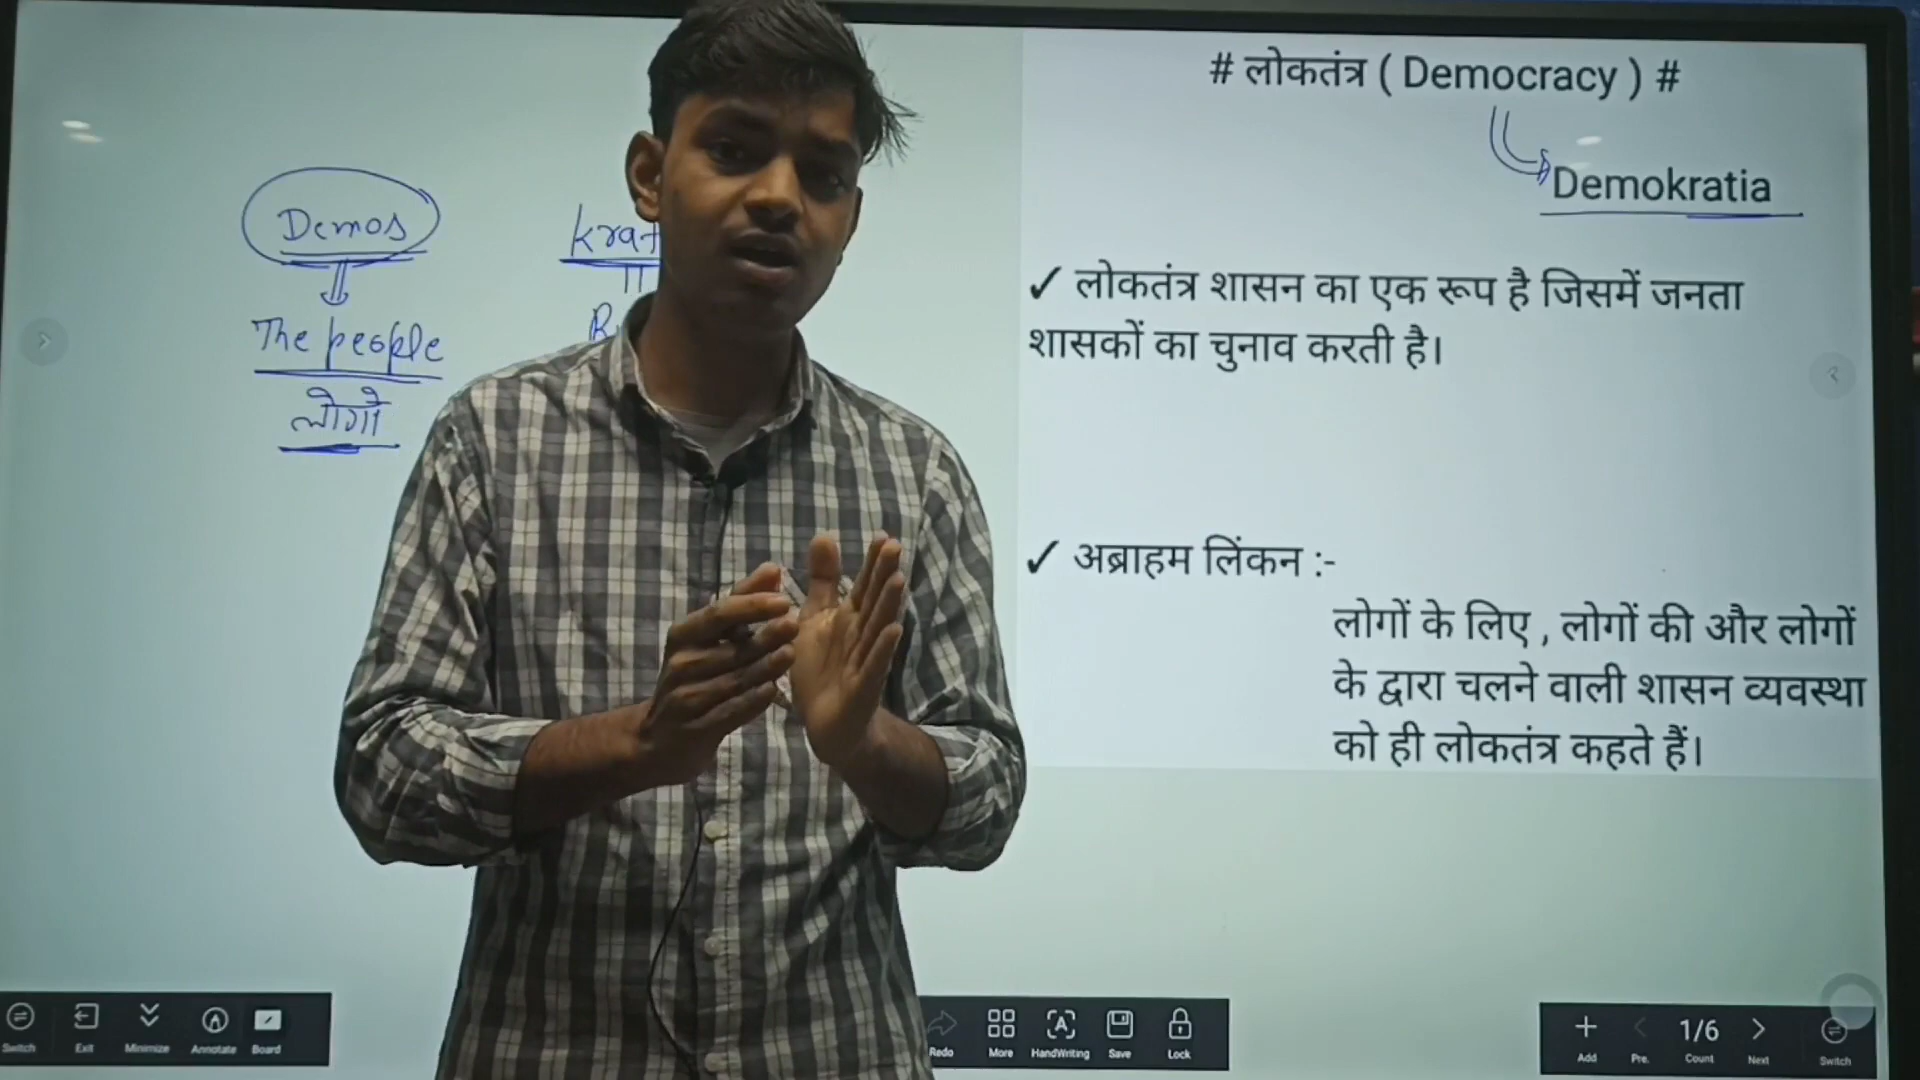 # लोकतंत्र ( Democracy ) #
Demokratia
Demos
The people
लोगो
✓ लोकतंत्र शासन का एक रूप है जिसमें जनता
शासकों का चुनाव करती है।
✓ अब्राहम लिंकन :-
लोगों के लिए , लोगों की और लोगों
के द्वारा चलने वाली शासन व्यवस्था
को ही लोकतंत्र कहते हैं।
Switch Exit Minimize Annotate Board
Redo More HandWriting Save Lock
Add Pre. 1/6 Count Next Switch